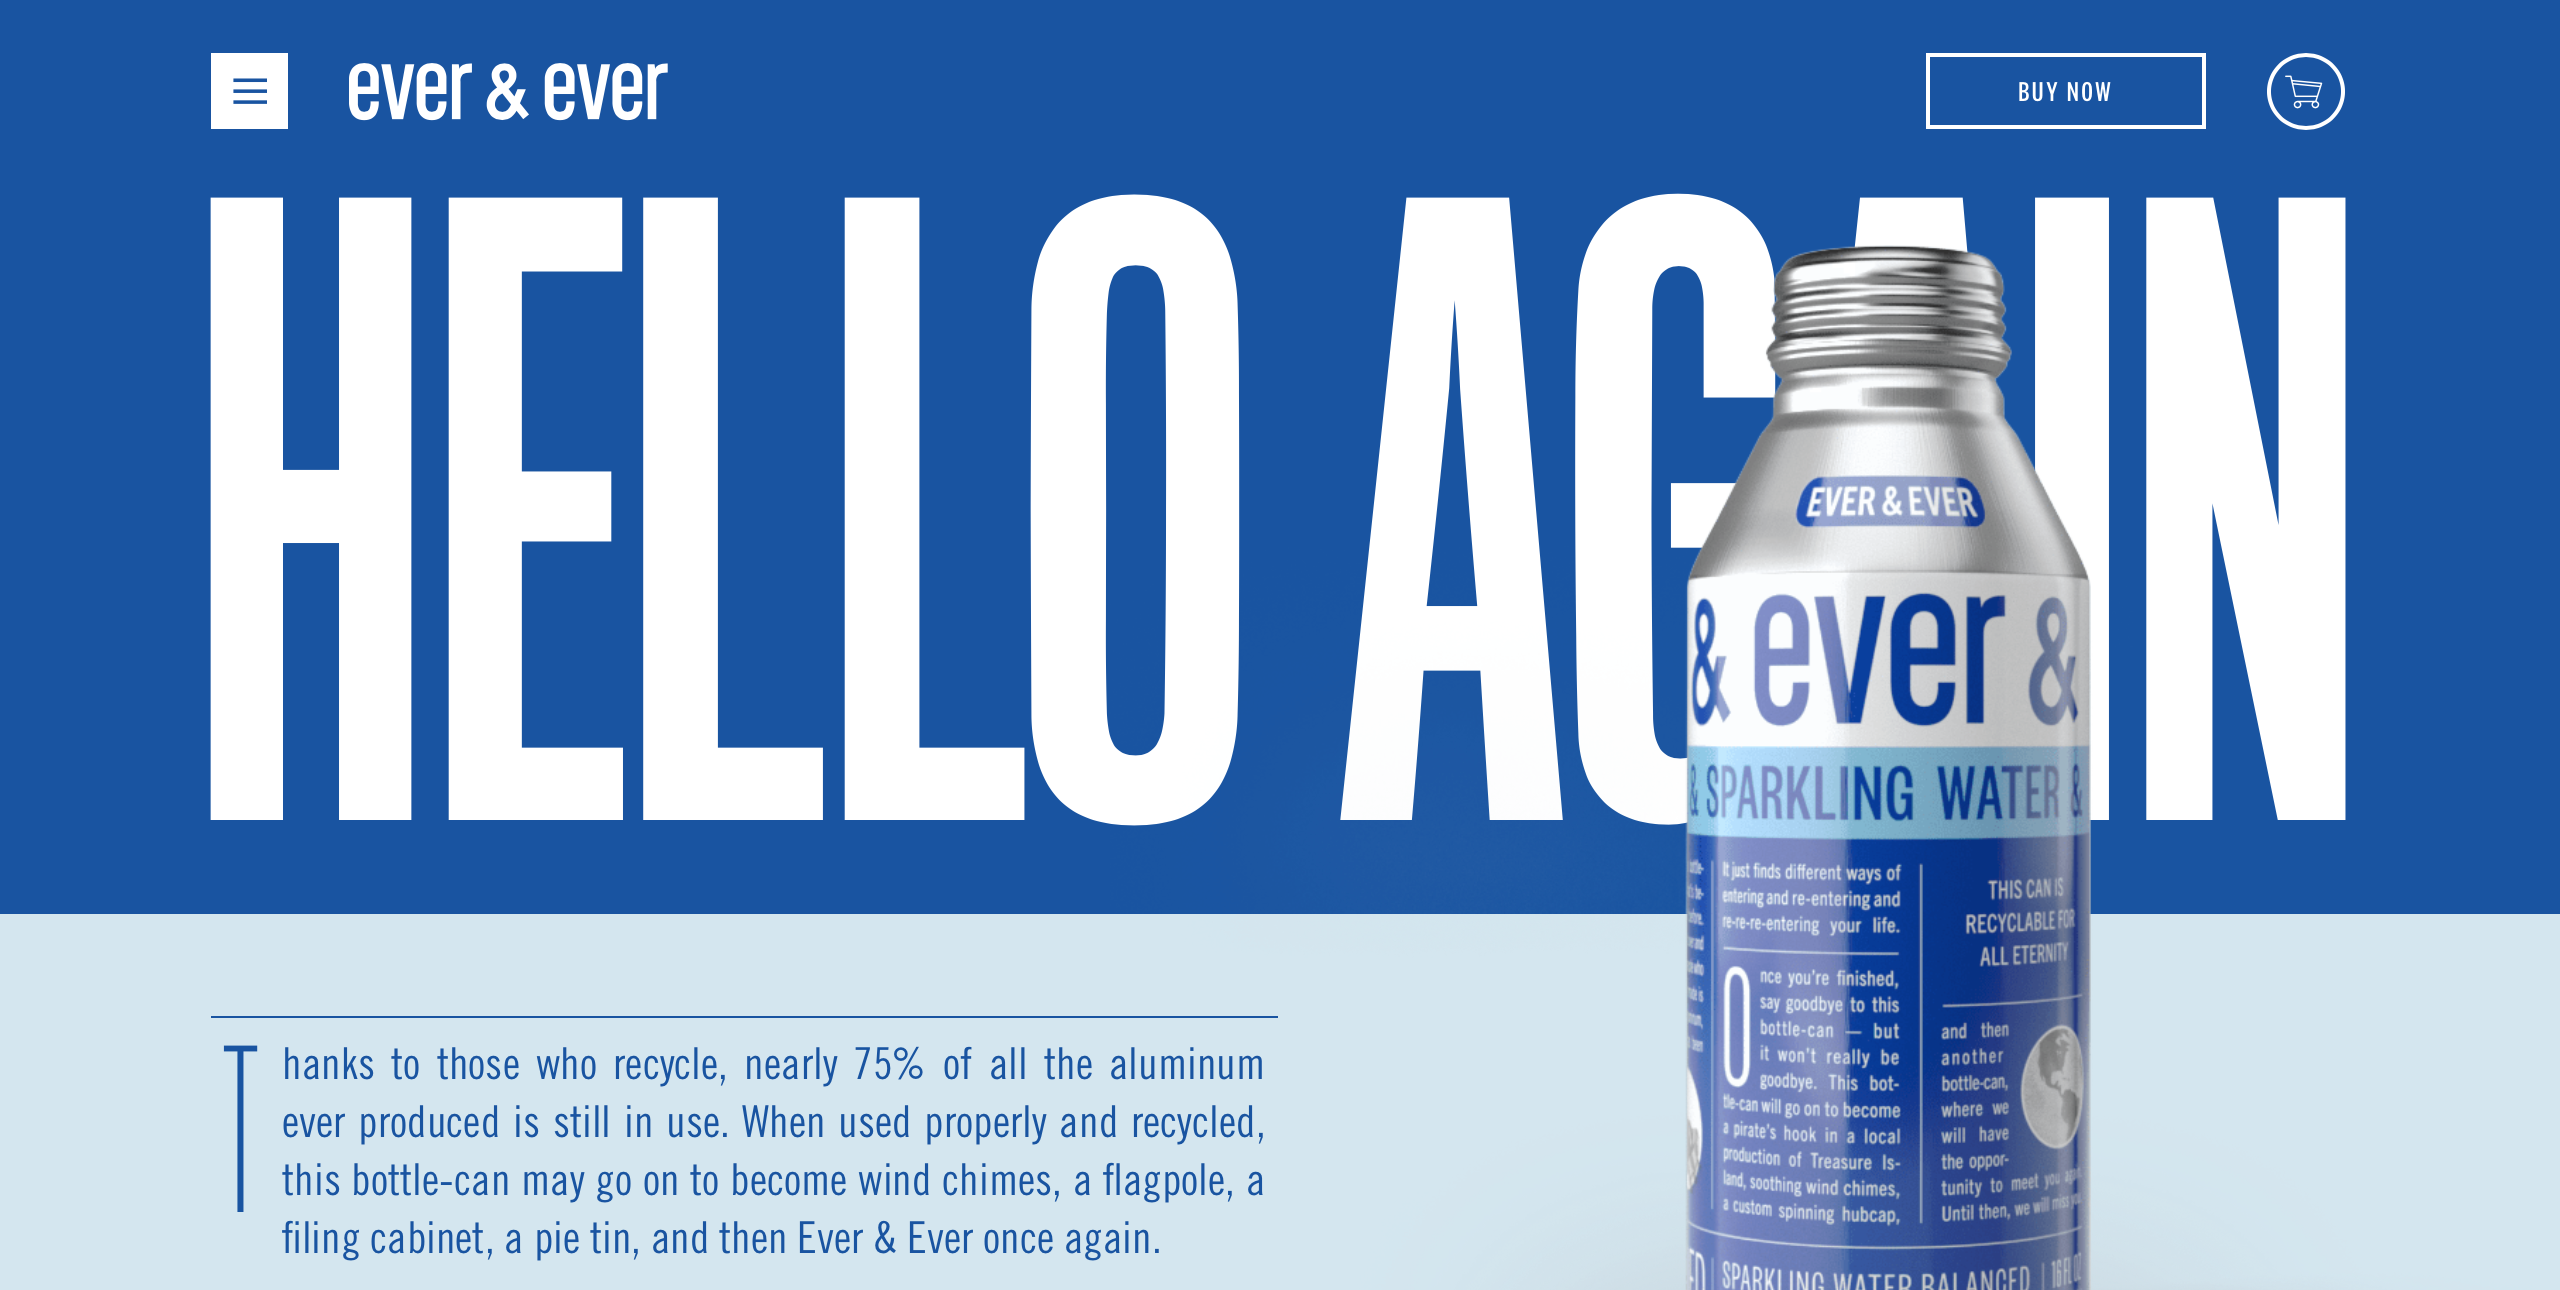 ever & ever
BUY NOW
HELLO AGAIN
EVER & EVER
& ever &
& SPARKLING WATER &
It just finds different ways of
entering and re-entering and
re-re-re-entering your life.
Once you're finished,
say goodbye to this
bottle-can — but
it won't really be
goodbye. This bot-
tle-can will go on to become
a pirate's hook in a local
production of Treasure Is-
land, soothing wind chimes,
a custom spinning hubcap,
THIS CAN IS
RECYCLABLE FOR
ALL ETERNITY
and then
another
bottle-can,
where we
will have
the oppor-
tunity to meet you
Until then, we will miss
SPARKLING WATER BALANCED | 16 FL OZ
Thanks to those who recycle, nearly 75% of all the aluminum
ever produced is still in use. When used properly and recycled,
this bottle-can may go on to become wind chimes, a flagpole, a
filing cabinet, a pie tin, and then Ever & Ever once again.